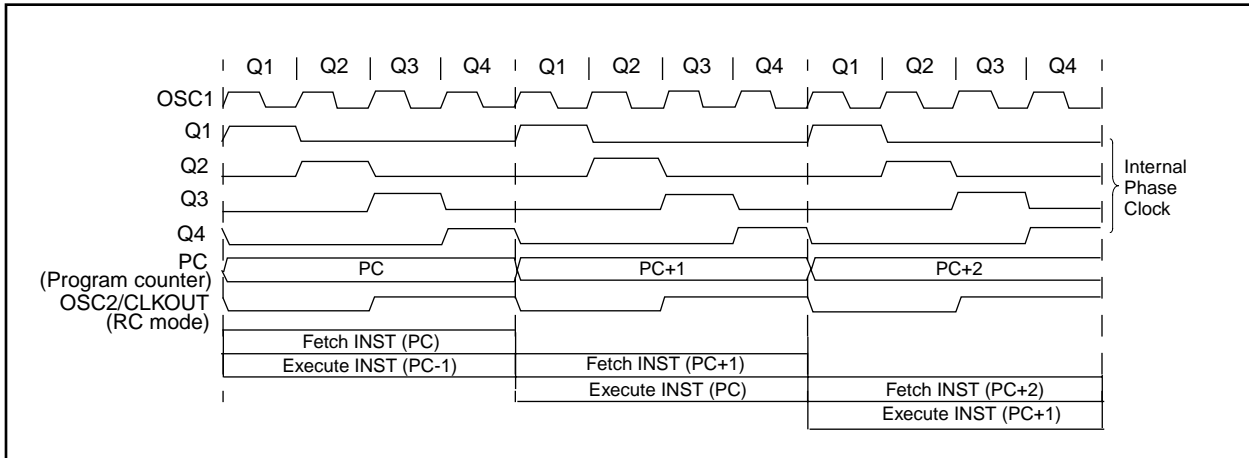 Q1 Q2 Q3 Q4 Q1 Q2 Q3 Q4 Q1 Q2 Q3 Q4
OSC1
Q1
Q2
Q3
Q4
Internal
Phase
Clock
PC
(Program counter)
PC PC+1 PC+2
OSC2/CLKOUT
(RC mode)
Fetch INST (PC)
Execute INST (PC-1) Fetch INST (PC+1)
Execute INST (PC) Fetch INST (PC+2)
Execute INST (PC+1)